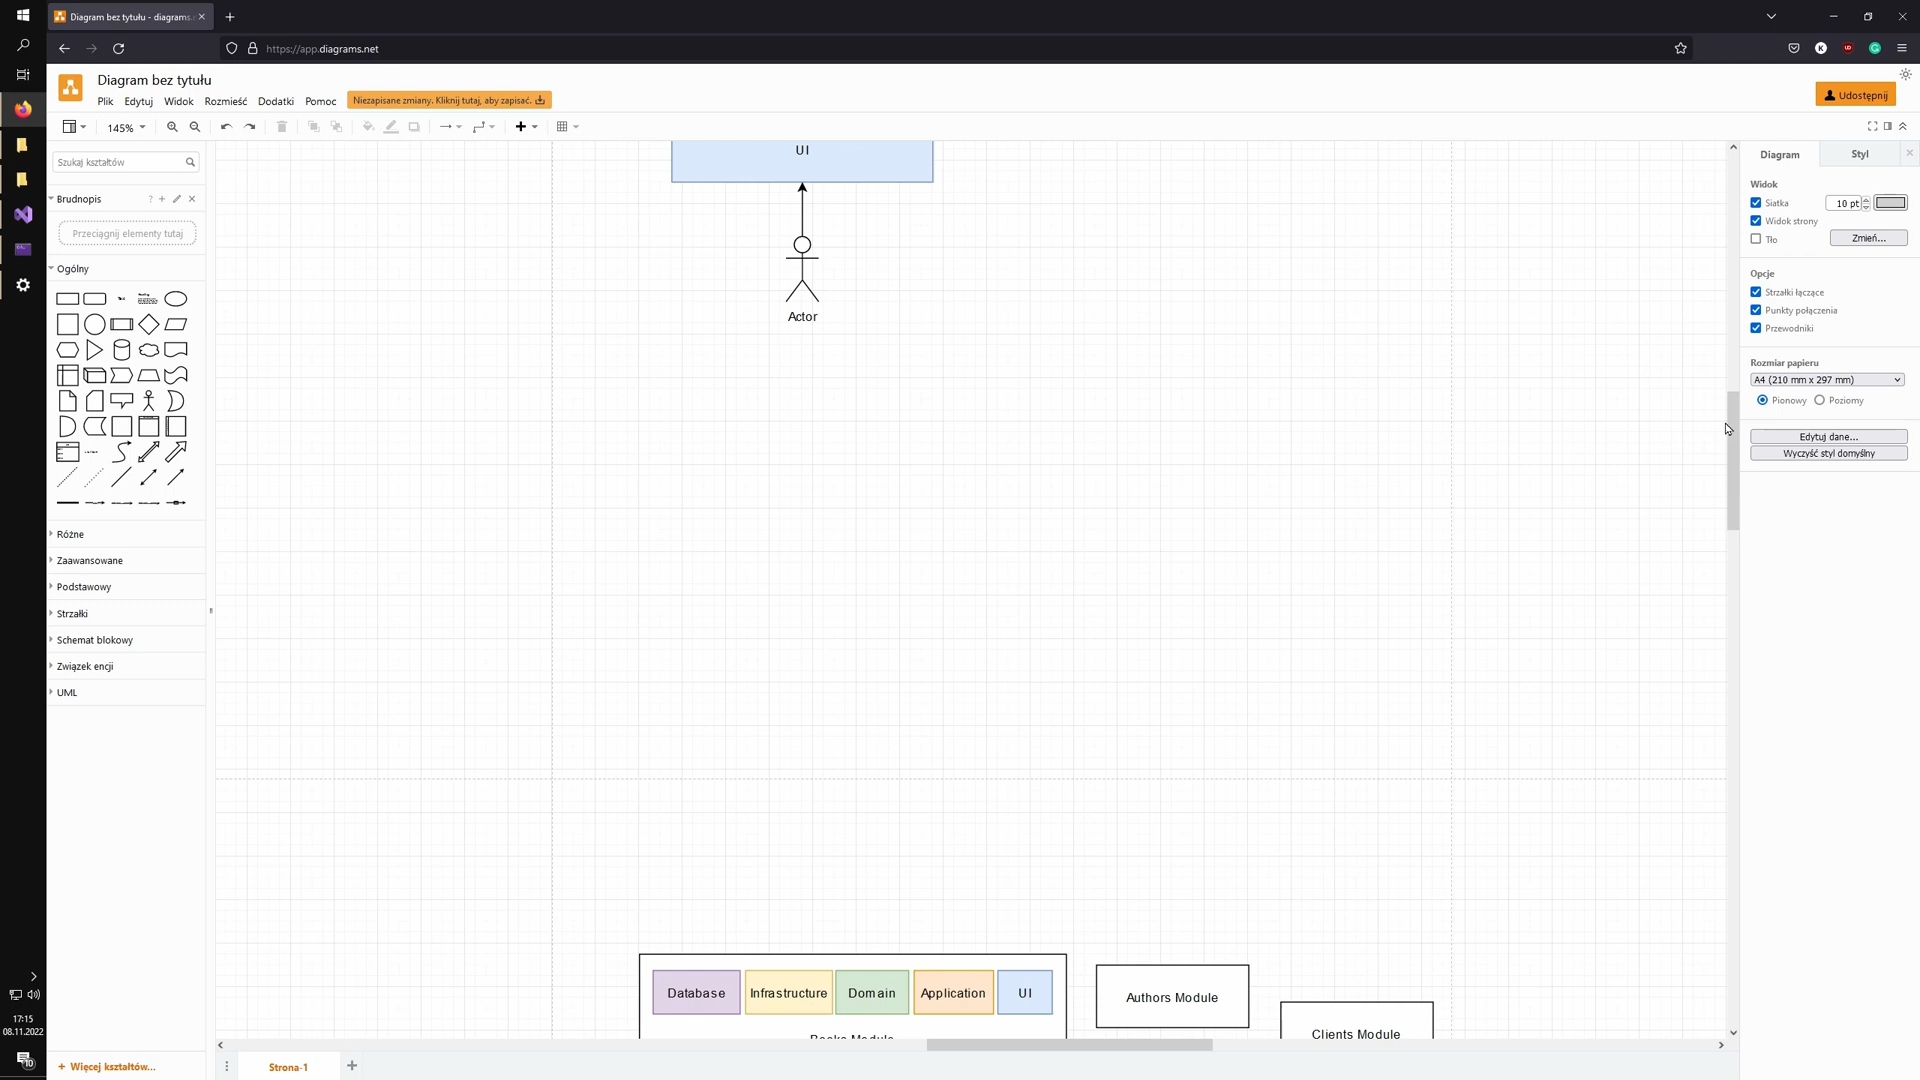 Diagram bez tytułu - diagrams.
https://app.diagrams.net
Diagram bez tytułu
Plik Edytuj Widok Rozmieść Dodatki Pomoc
Niezapisane zmiany. Kliknij tutaj, aby zapisać.
Udostępnij
145%
Szukaj kształtów
Brudnopis
Przeciągnij elementy tutaj
Ogólny
Różne
Zaawansowane
Podstawowy
Strzałki
Schemat blokowy
Związek encji
UML
+ Więcej kształtów...
UI
Actor
Database Infrastructure Domain Application UI
Books Module
Authors Module
Clients Module
Strona-1
Diagram Styl
Widok
Siatka 10 pt
Widok strony
Tło Zmień...
Opcje
Strzałki łączące
Punkty połączenia
Przewodniki
Rozmiar papieru
A4 (210 mm x 297 mm)
Pionowy Poziomy
Edytuj dane...
Wyczyść styl domyślny
17:15
08.11.2022
10